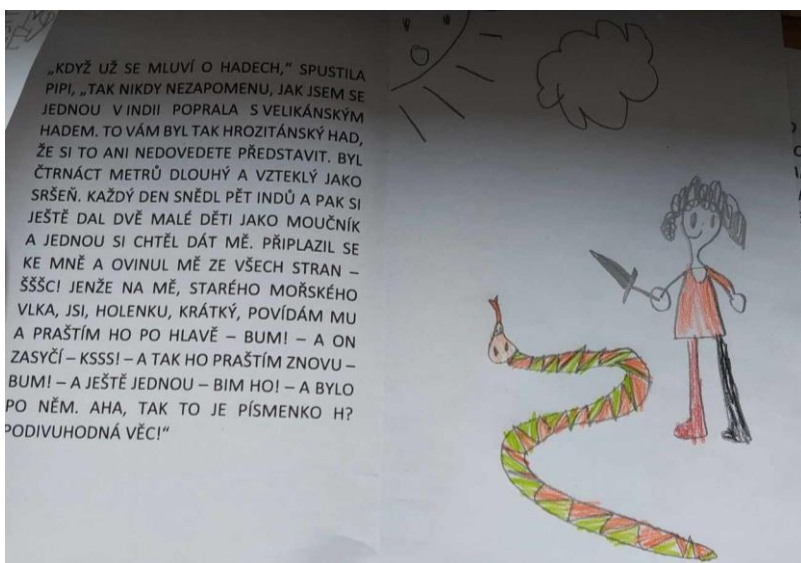 „KDYŽ UŽ SE MLUVÍ O HADECH,“ SPUSTILA
PIPI, „TAK NIKDY NEZAPOMENU, JAK JSEM SE
JEDNOU V INDII POPRALA S VELIKÁNSKÝM
HADEM. TO VÁM BYL TAK HROZITÁNSKÝ HAD,
ŽE SI TO ANI NEDOVEDETE PŘEDSTAVIT. BYL
ČTRNÁCT METRŮ DLOUHÝ A VZTEKLÝ JAKO
SRŠEŇ. KAŽDÝ DEN SNĚDL PĚT INDŮ A PAK SI
JEŠTĚ DAL DVĚ MALÉ DĚTI JAKO MOUČNÍK
A JEDNOU SI CHTĚL DÁT MĚ. PŘIPLAZIL SE
KE MNĚ A OVINUL MĚ ZE VŠECH STRAN –
ŠŠŠC! JENŽE NA MĚ, STARÉHO MOŘSKÉHO
VLKA, JSI, HOLENKU, KRÁTKÝ, POVÍDÁM MU
A PRAŠTÍM HO PO HLAVĚ – BUM! – A ON
ZASYČÍ – KSSS! – A TAK HO PRAŠTÍM ZNOVU –
BUM! – A JEŠTĚ JEDNOU – BIM HO! – A BYLO
PO NĚM. AHA, TAK TO JE PÍSMENKO H?
PODIVUHODNÁ VĚC!“